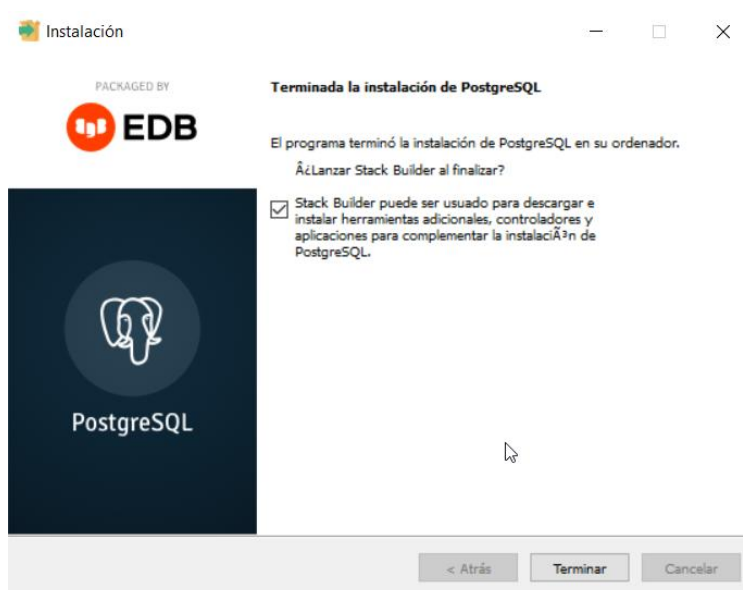 Instalación
PACKAGED BY
EDB
PostgreSQL
Terminada la instalación de PostgreSQL
El programa terminó la instalación de PostgreSQL en su ordenador.
Â¿Lanzar Stack Builder al finalizar?
Stack Builder puede ser usado para descargar e
instalar herramientas adicionales, controladores y
aplicaciones para complementar la instalaciÃ³n de
PostgreSQL.
< Atrás
Terminar
Cancelar